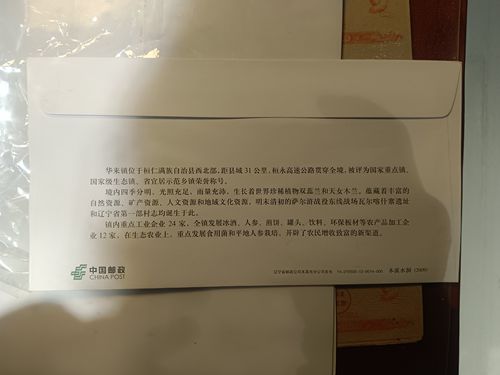 华来镇位于桓仁满族自治县西北部,距县城31公里,桓永高速公路贯穿全境,被评为国家重点镇、
国家级生态镇、省宜居示范乡镇荣誉称号。
境内四季分明、光照充足、雨量充沛,生长着世界珍稀植物双蕊兰和天女木兰。蕴藏着丰富的
自然资源、矿产资源、人文资源和地域文化资源,明末清初的萨尔浒战役东线战场瓦尔喀什寨遗址
和辽宁省第一部村志均诞生于此。
镇内重点工业企业24家,全镇发展冰酒、人参、煎饼、罐头、饮料、环保板材等农产品加工企
业12家,在生态农业上,重点发展食用菌和平地人参栽培,并辟了农民增收致富的新渠道。
中国邮政
CHINA POST
本溪水洞